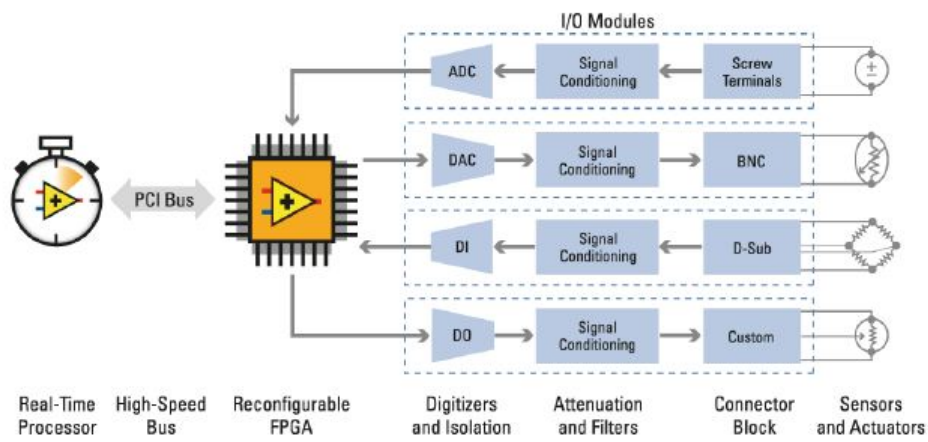 I/O Modules
ADC
Signal
Conditioning
Screw
Terminals
±
DAC
Signal
Conditioning
BNC
PCI Bus
DI
Signal
Conditioning
D-Sub
DO
Signal
Conditioning
Custom
Real-Time
Processor
High-Speed
Bus
Reconfigurable
FPGA
Digitizers
and Isolation
Attenuation
and Filters
Connector
Block
Sensors
and Actuators